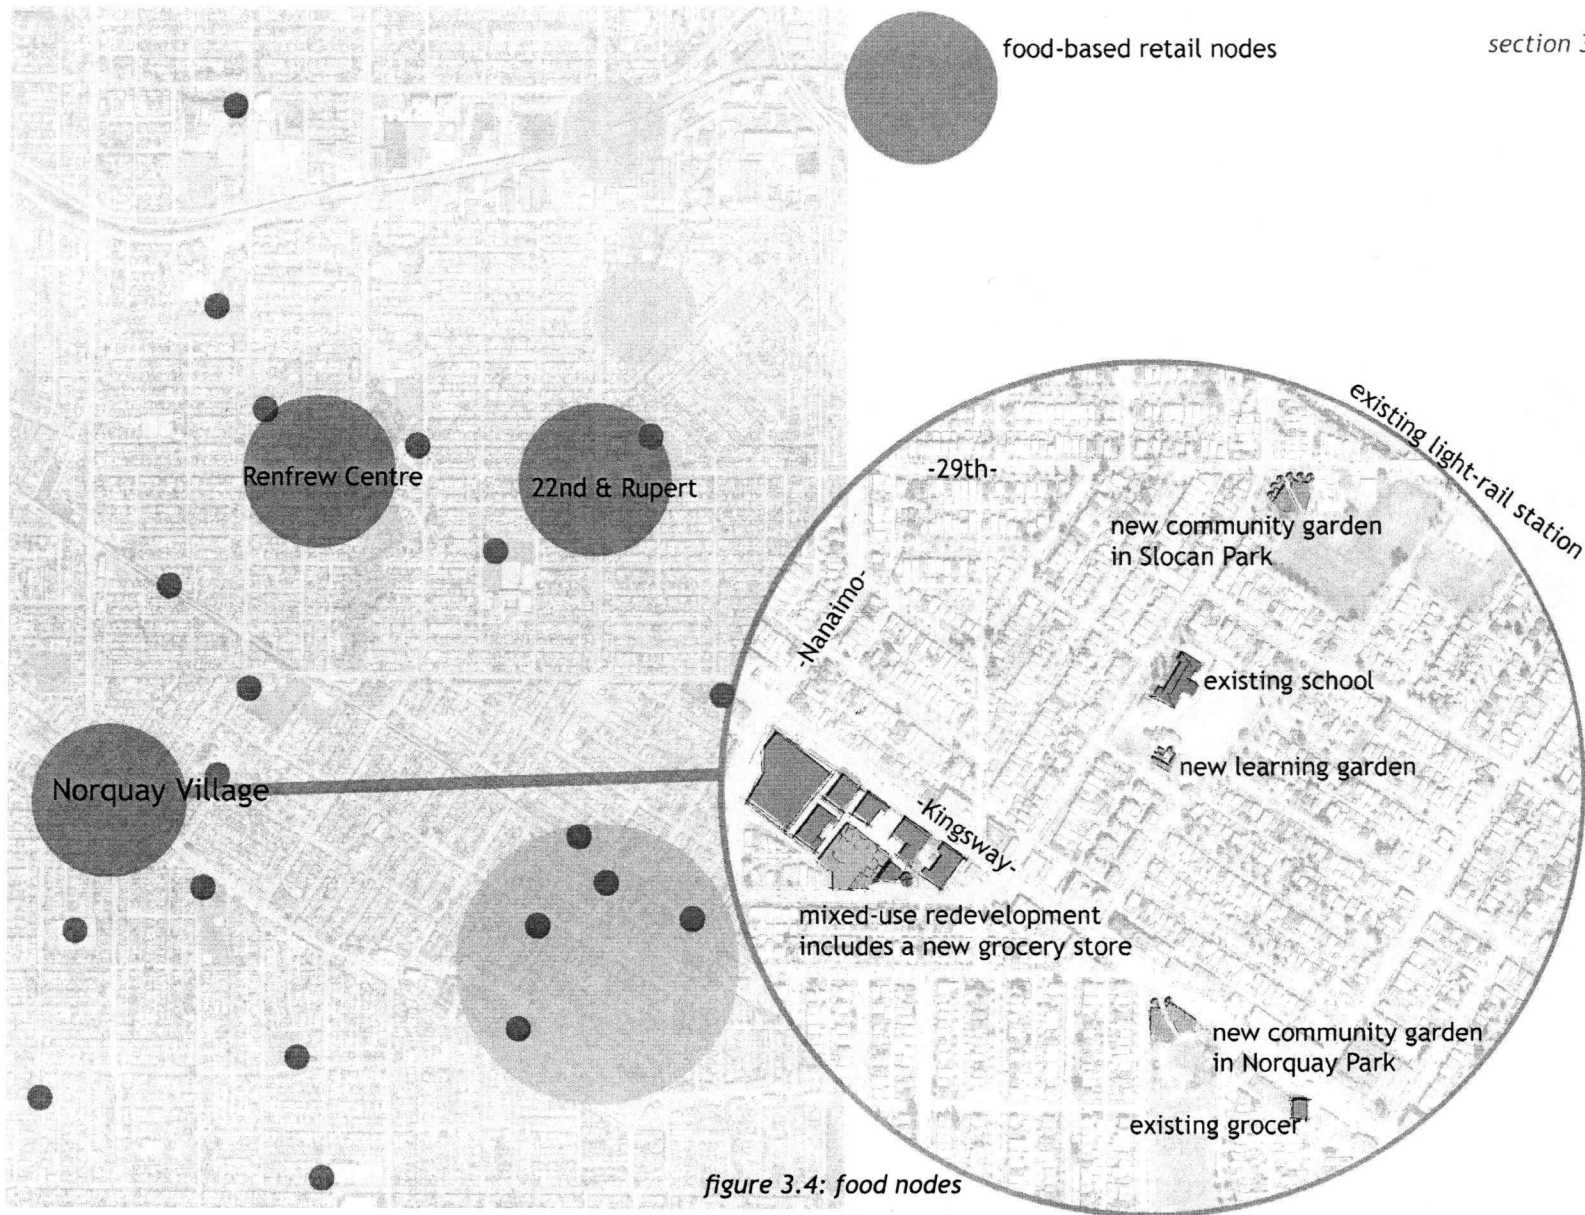 food-based retail nodes
section 3
Renfrew Centre
22nd & Rupert
Norquay Village
existing light-rail station
-29th-
new community garden
in Slocan Park
-Nanaimo-
existing school
new learning garden
-Kingsway-
mixed-use redevelopment
includes a new grocery store
new community garden
in Norquay Park
existing grocer
figure 3.4: food nodes